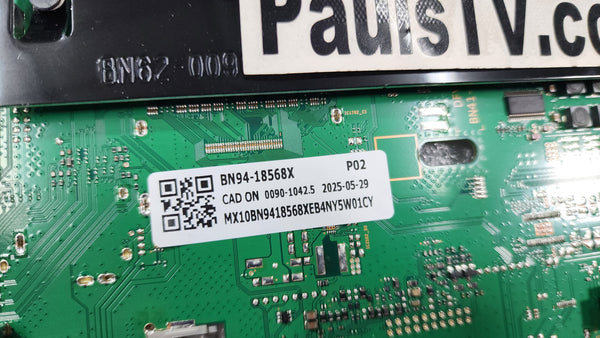 PaulsTV.co
BN62-009
BN94-18568X P02
CAD ON 0090-1042.5 2025-05-29
MX10BN9418568XEB4NY5W01CY